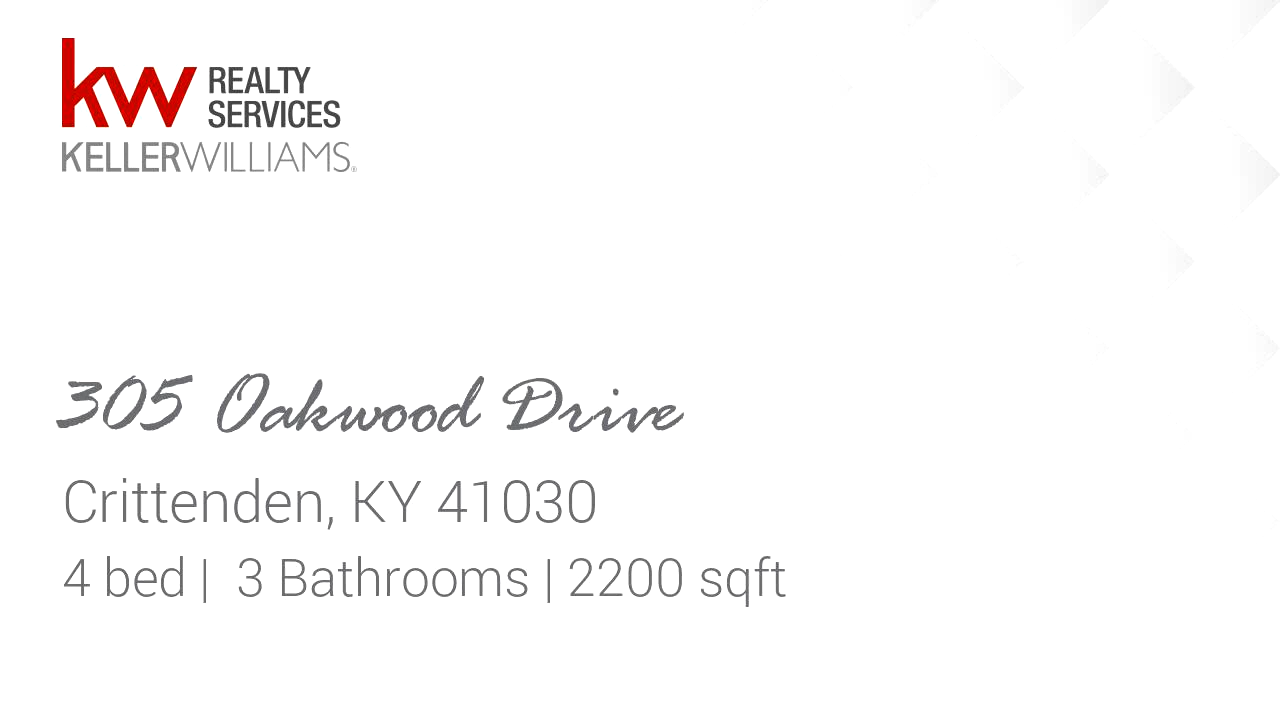 kw REALTY
SERVICES
KELLERWILLIAMS®
305 Oakwood Drive
Crittenden, KY 41030
4 bed | 3 Bathrooms | 2200 sqft